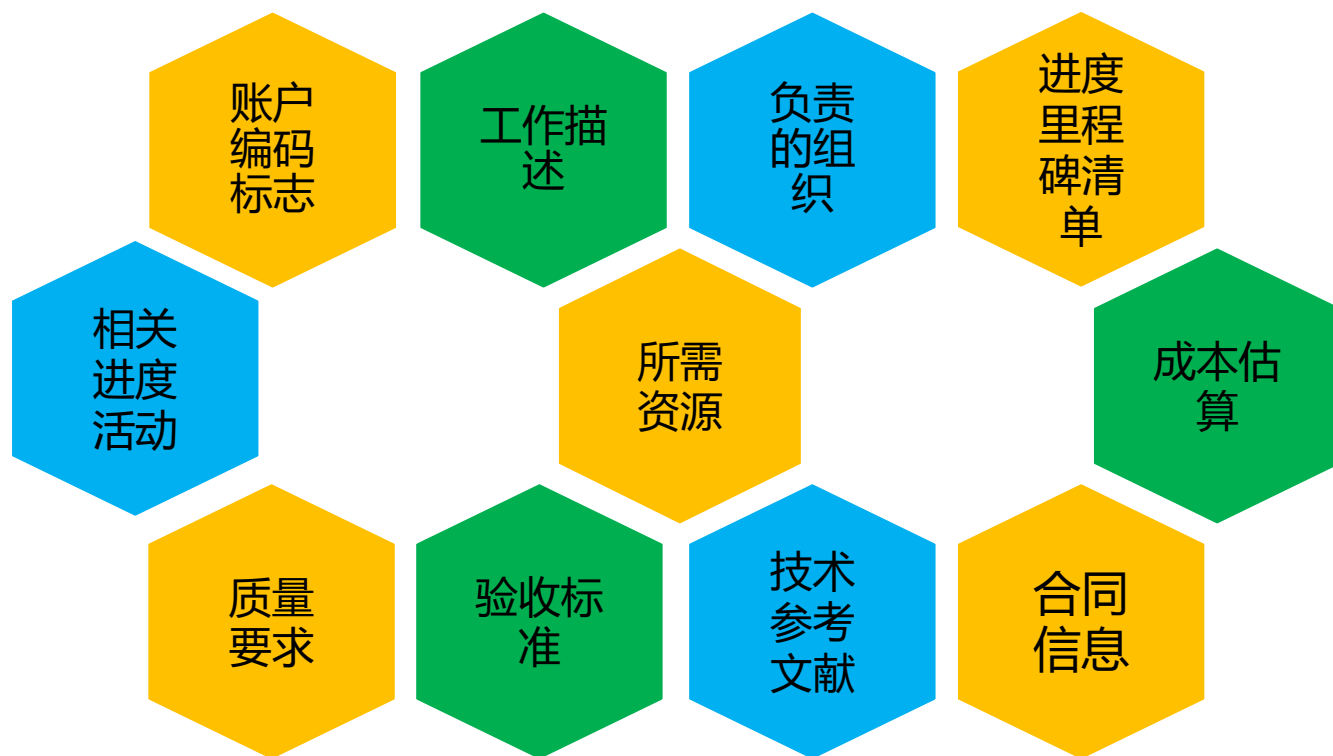 账户
编码
标志
工作描
述
负责
的组
织
进度
里程
碑清
单
相关
进度
活动
所需
资源
成本估
算
质量
要求
验收标
准
技术
参考
文献
合同
信息